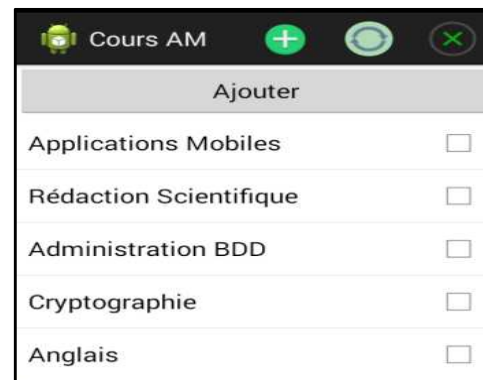 Cours AM
Ajouter
Applications Mobiles
Rédaction Scientifique
Administration BDD
Cryptographie
Anglais